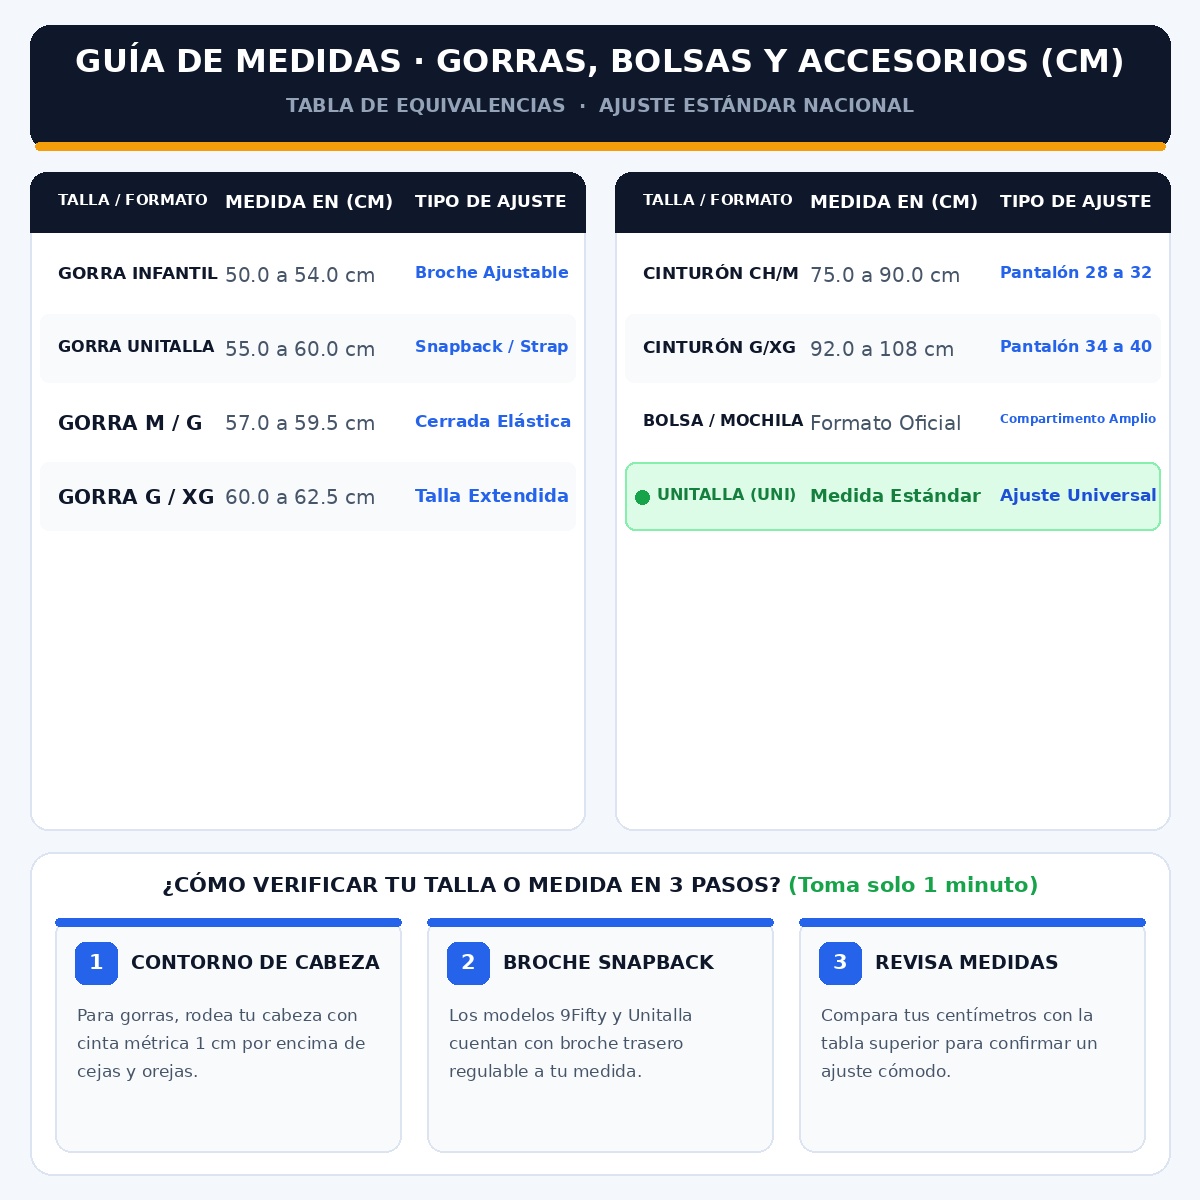 GUÍA DE MEDIDAS · GORRAS, BOLSAS Y ACCESORIOS (CM)
TABLA DE EQUIVALENCIAS · AJUSTE ESTÁNDAR NACIONAL
TALLA / FORMATO MEDIDA EN (CM) TIPO DE AJUSTE
GORRA INFANTIL 50.0 a 54.0 cm Broche Ajustable
GORRA UNITALLA 55.0 a 60.0 cm Snapback / Strap
GORRA M / G 57.0 a 59.5 cm Cerrada Elástica
GORRA G / XG 60.0 a 62.5 cm Talla Extendida
TALLA / FORMATO MEDIDA EN (CM) TIPO DE AJUSTE
CINTURÓN CH/M 75.0 a 90.0 cm Pantalón 28 a 32
CINTURÓN G/XG 92.0 a 108 cm Pantalón 34 a 40
BOLSA / MOCHILA Formato Oficial Compartimento Amplio
UNITALLA (UNI) Medida Estándar Ajuste Universal
¿CÓMO VERIFICAR TU TALLA O MEDIDA EN 3 PASOS? (Toma solo 1 minuto)
1 CONTORNO DE CABEZA
Para gorras, rodea tu cabeza con
cinta métrica 1 cm por encima de
cejas y orejas.
2 BROCHE SNAPBACK
Los modelos 9Fifty y Unitalla
cuentan con broche trasero
regulable a tu medida.
3 REVISA MEDIDAS
Compara tus centímetros con la
tabla superior para confirmar un
ajuste cómodo.